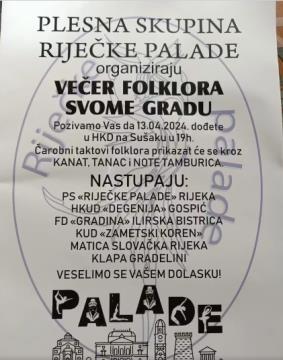 PLESNA SKUPINA
RIJEČKE PALADE
organiziraju
VEČER FOLKLORA
SVOME GRADU
Pozivamo Vas da 13.04.2024. dođete
u HKD na Sušaku u 19h.
Čarobni taktovi folklora prikazat će se kroz
KANAT, TANAC i NOTE TAMBURICA.
NASTUPAJU:
PS «RIJEČKE PALADE» RIJEKA
HKUD «DEGENIJA» GOSPIĆ
FD «GRADINA» ILIRSKA BISTRICA
KUD «ZAMETSKI KOREN»
MATICA SLOVAČKA RIJEKA
KLAPA GRADELINI
VESELIMO SE VAŠEM DOLASKU!
PALADE
Riječke
palade